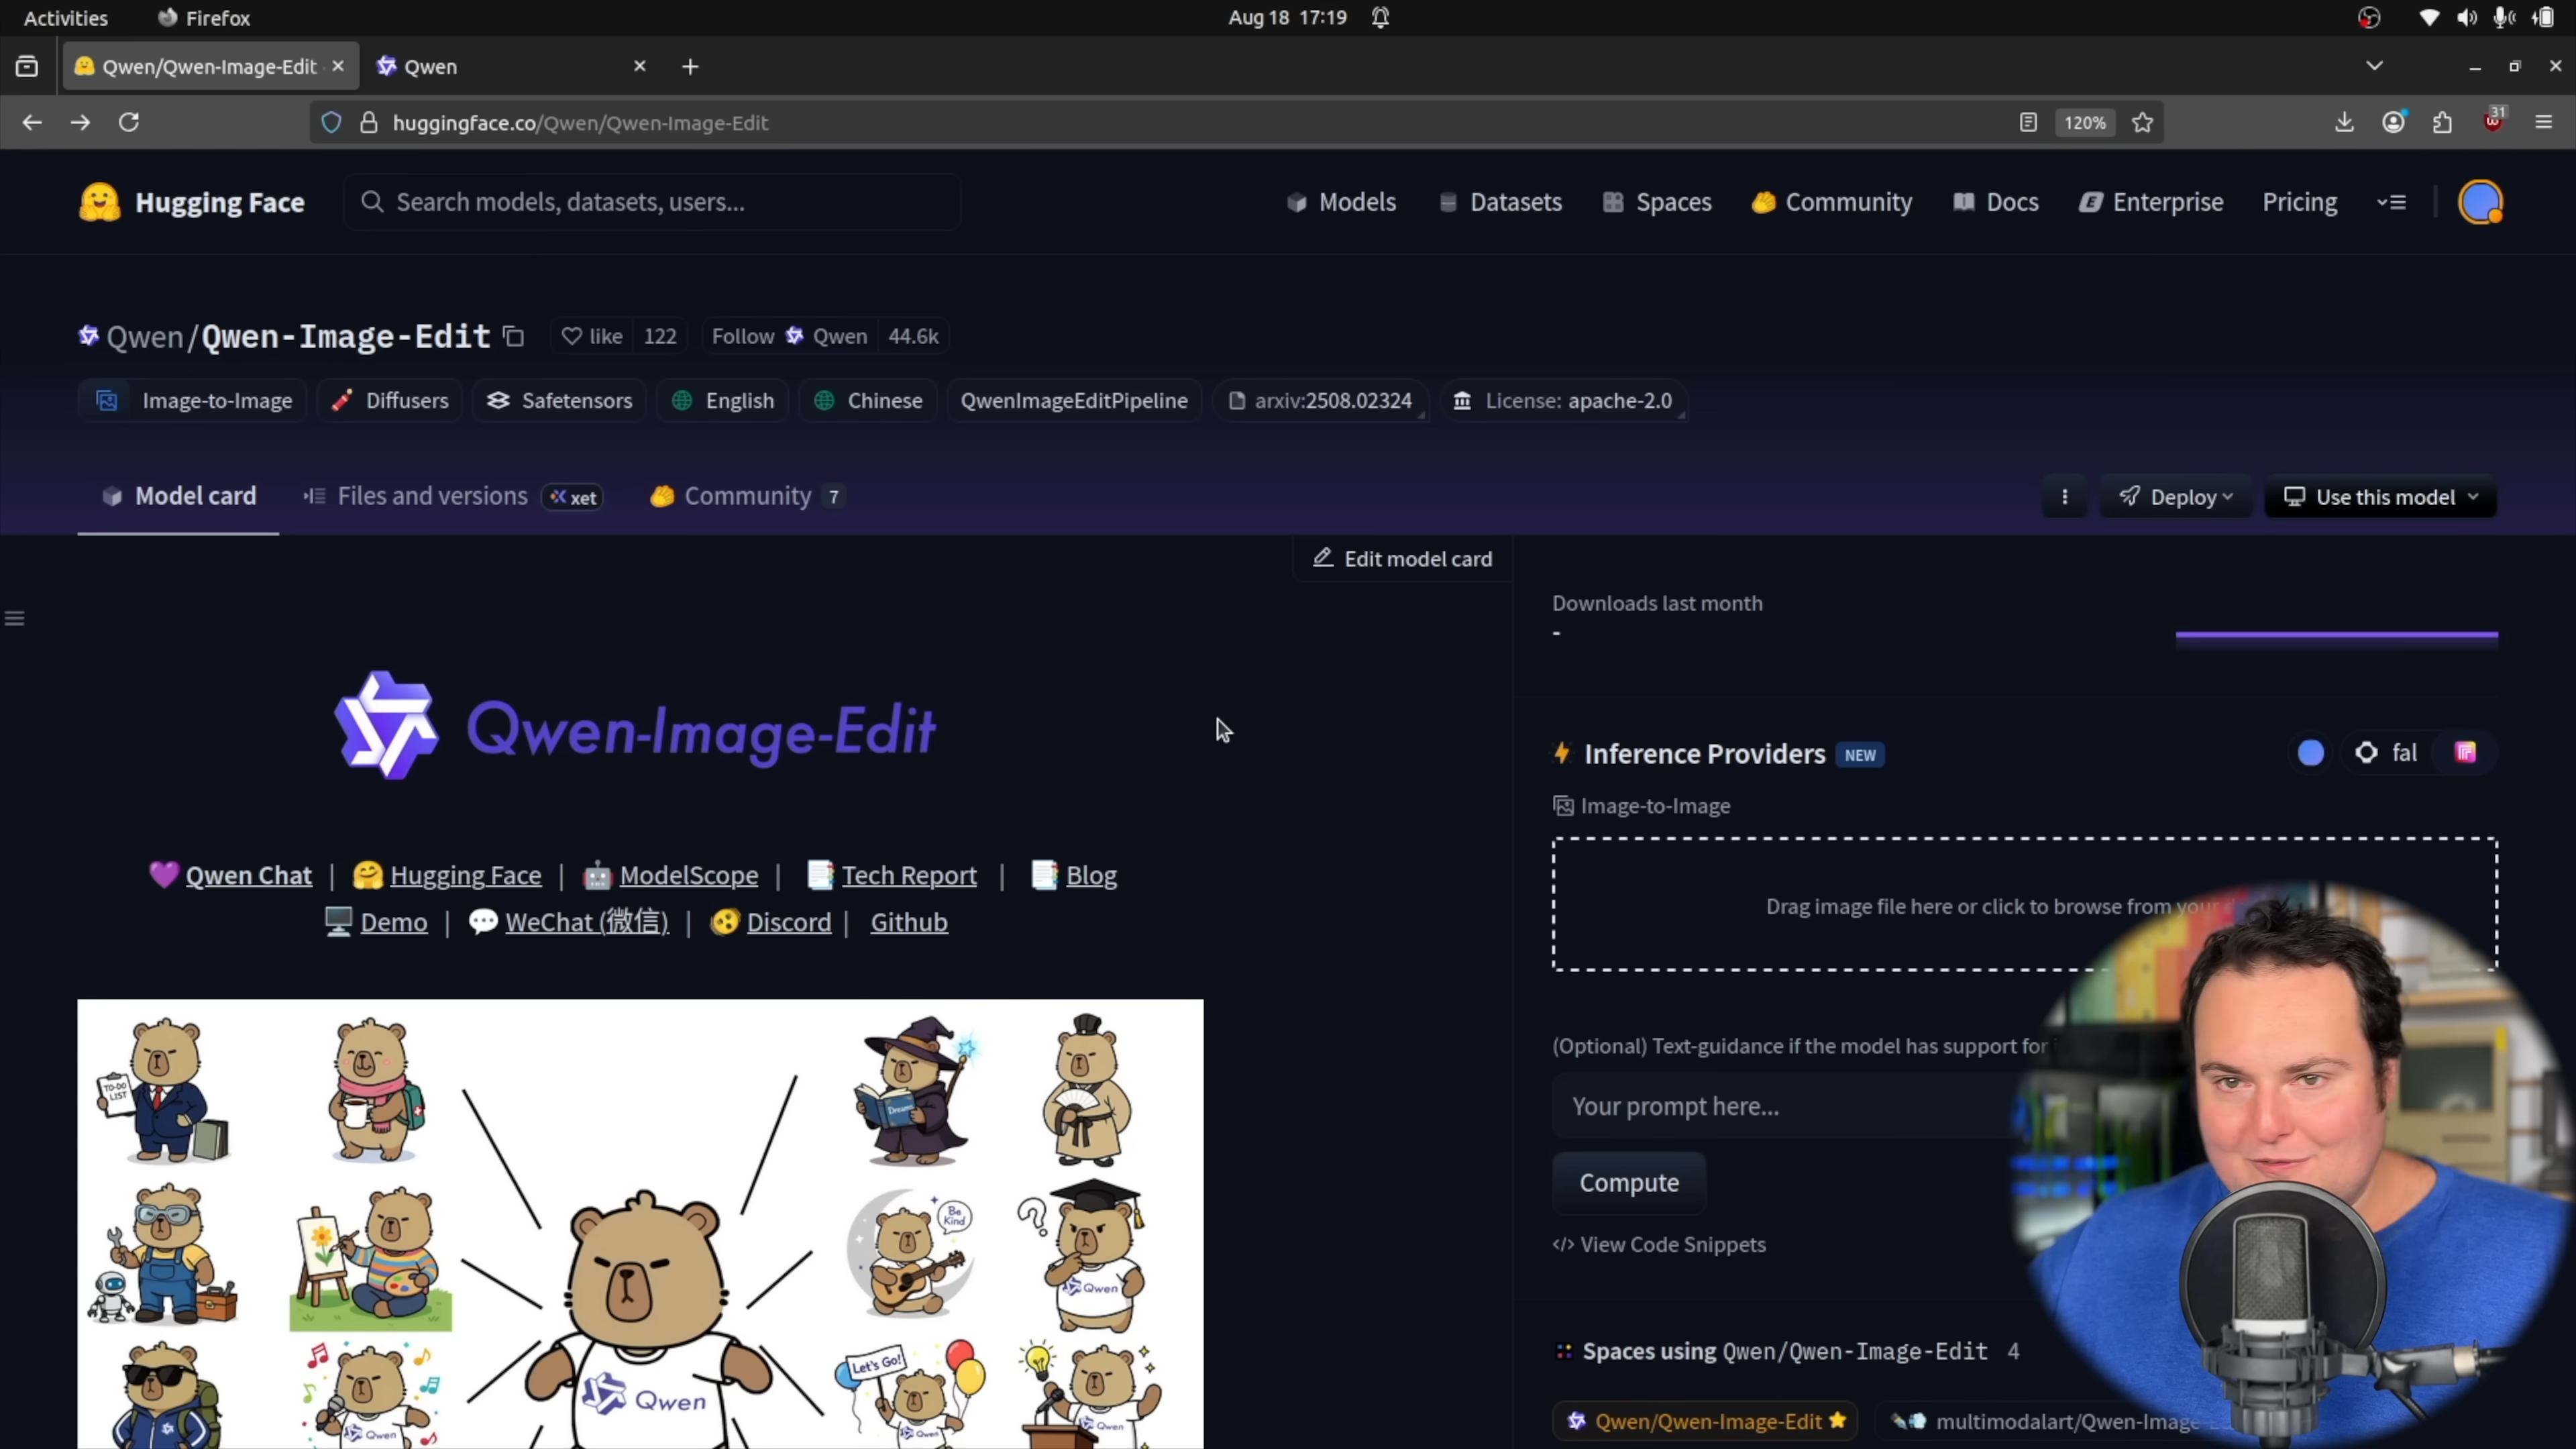 Activities Firefox Aug 18 17:19
Qwen/Qwen-Image-Edit Qwen
huggingface.co/Qwen/Qwen-Image-Edit 120% 31
Hugging Face Search models, datasets, users... Models Datasets Spaces Community Docs Enterprise Pricing
Qwen/Qwen-Image-Edit like 122 Follow Qwen 44.6k
Image-to-Image Diffusers Safetensors English Chinese QwenImageEditPipeline arxiv:2508.02324 License: apache-2.0
Model card Files and versions xet Community 7 Deploy Use this model
Edit model card
Downloads last month
-
Qwen-Image-Edit
Inference Providers NEW fal
Image-to-Image
Qwen Chat | Hugging Face | ModelScope | Tech Report | Blog
Demo | WeChat (微信) | Discord | Github
Drag image file here or click to browse from your
(Optional) Text-guidance if the model has support for
Your prompt here...
Compute
</> View Code Snippets
Spaces using Qwen/Qwen-Image-Edit 4
Qwen/Qwen-Image-Edit multimodalart/Qwen-Image-
TO-DO
LIST
Dreams
Be
Kind
Qwen
Let's Go!
Qwen
Qwen
Qwen